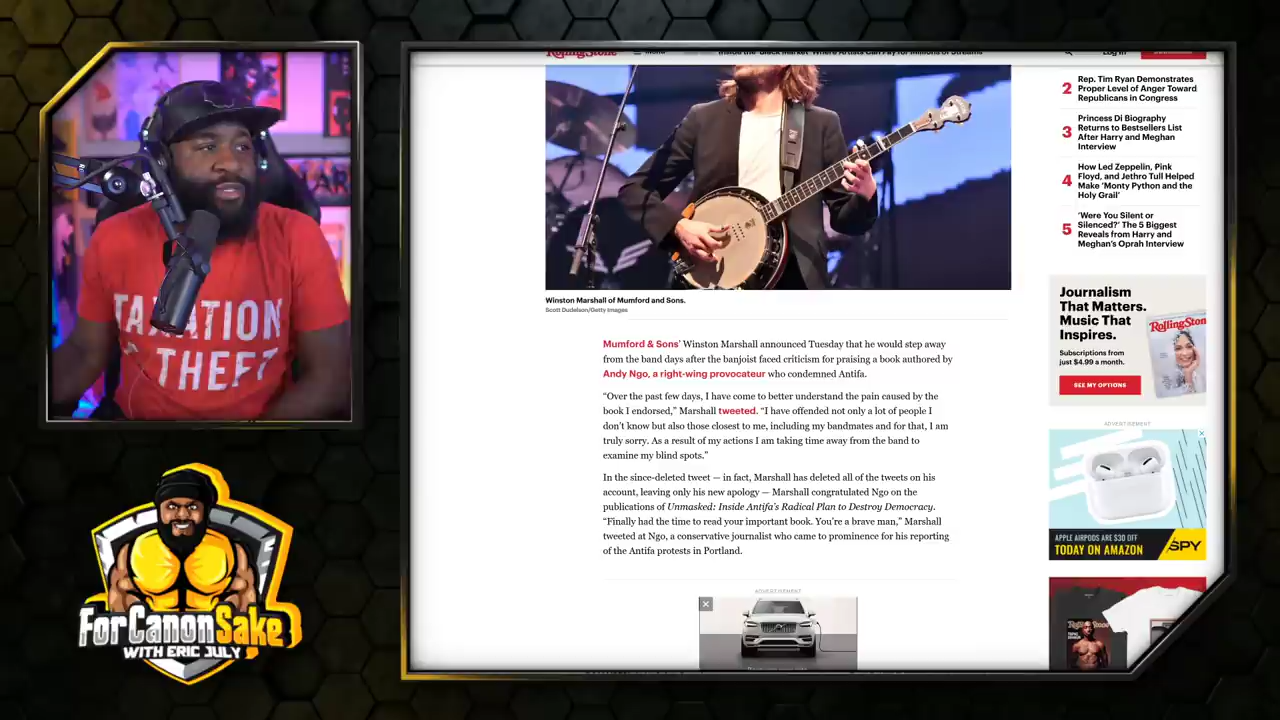 TAXATION
THEFT
ForCanonSake
WITH ERIC JULY
RollingStone
Menu
Inside the 'Black Market' Where Artists Can Pay for Millions of Streams
Log In
Winston Marshall of Mumford and Sons.
Scott Dudelson/Getty Images
Mumford & Sons' Winston Marshall announced Tuesday that he would step away
from the band days after the banjoist faced criticism for praising a book authored by
Andy Ngo, a right-wing provocateur who condemned Antifa.
“Over the past few days, I have come to better understand the pain caused by the
book I endorsed,” Marshall tweeted. “I have offended not only a lot of people I
don't know but also those closest to me, including my bandmates and for that, I am
truly sorry. As a result of my actions I am taking time away from the band to
examine my blind spots.”
In the since-deleted tweet — in fact, Marshall has deleted all of the tweets on his
account, leaving only his new apology — Marshall congratulated Ngo on the
publications of Unmasked: Inside Antifa's Radical Plan to Destroy Democracy.
“Finally had the time to read your important book. You're a brave man,” Marshall
tweeted at Ngo, a conservative journalist who came to prominence for his reporting
of the Antifa protests in Portland.
ADVERTISEMENT
2 Rep. Tim Ryan Demonstrates
Proper Level of Anger Toward
Republicans in Congress
3 Princess Di Biography
Returns to Bestsellers List
After Harry and Meghan
Interview
4 How Led Zeppelin, Pink
Floyd, and Jethro Tull Helped
Make 'Monty Python and the
Holy Grail'
5 'Were You Silent or
Silenced?' The 5 Biggest
Reveals from Harry and
Meghan's Oprah Interview
Journalism
That Matters.
Music That
Inspires.
Subscriptions from
just $4.99 a month.
SEE MY OPTIONS
RollingStone
ADVERTISEMENT
APPLE AIRPODS ARE $30 OFF
TODAY ON AMAZON
SPY